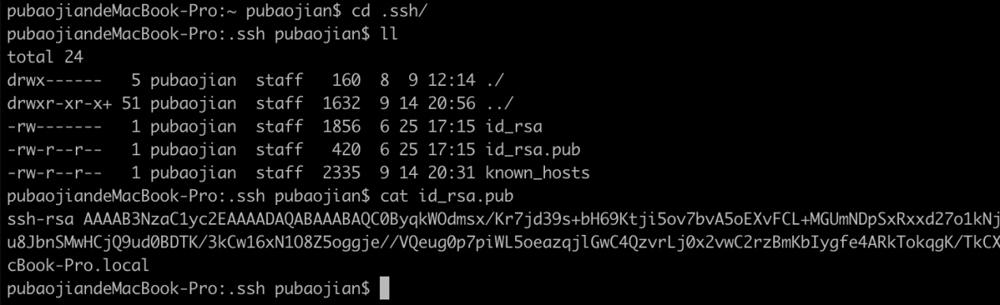 pubaojiandeMacBook-Pro:~ pubaojian$ cd .ssh/
pubaojiandeMacBook-Pro:.ssh pubaojian$ ll
total 24
drwx------   5 pubaojian  staff   160  8  9 12:14 ./
drwxr-xr-x+ 51 pubaojian  staff  1632  9 14 20:56 ../
-rw-------   1 pubaojian  staff  1856  6 25 17:15 id_rsa
-rw-r--r--   1 pubaojian  staff   420  6 25 17:15 id_rsa.pub
-rw-r--r--   1 pubaojian  staff  2335  9 14 20:31 known_hosts
pubaojiandeMacBook-Pro:.ssh pubaojian$ cat id_rsa.pub
ssh-rsa AAAAB3NzaC1yc2EAAAADAQABAAABAQC0ByqkWOdmsx/Kr7jd39s+bH69Ktji5ov7bvA5oEXvFCL+MGUmNDpSxRxxd27o1kNj
u8JbnSMwHCjQ9ud0BDTK/3kCw16xN1O8Z5oggje//VQeug0p7piWL5oeazqjlGwC4QzvrLj0x2vwC2rzBmKbIygfe4ARkTokqgK/TkCX
cBook-Pro.local
pubaojiandeMacBook-Pro:.ssh pubaojian$